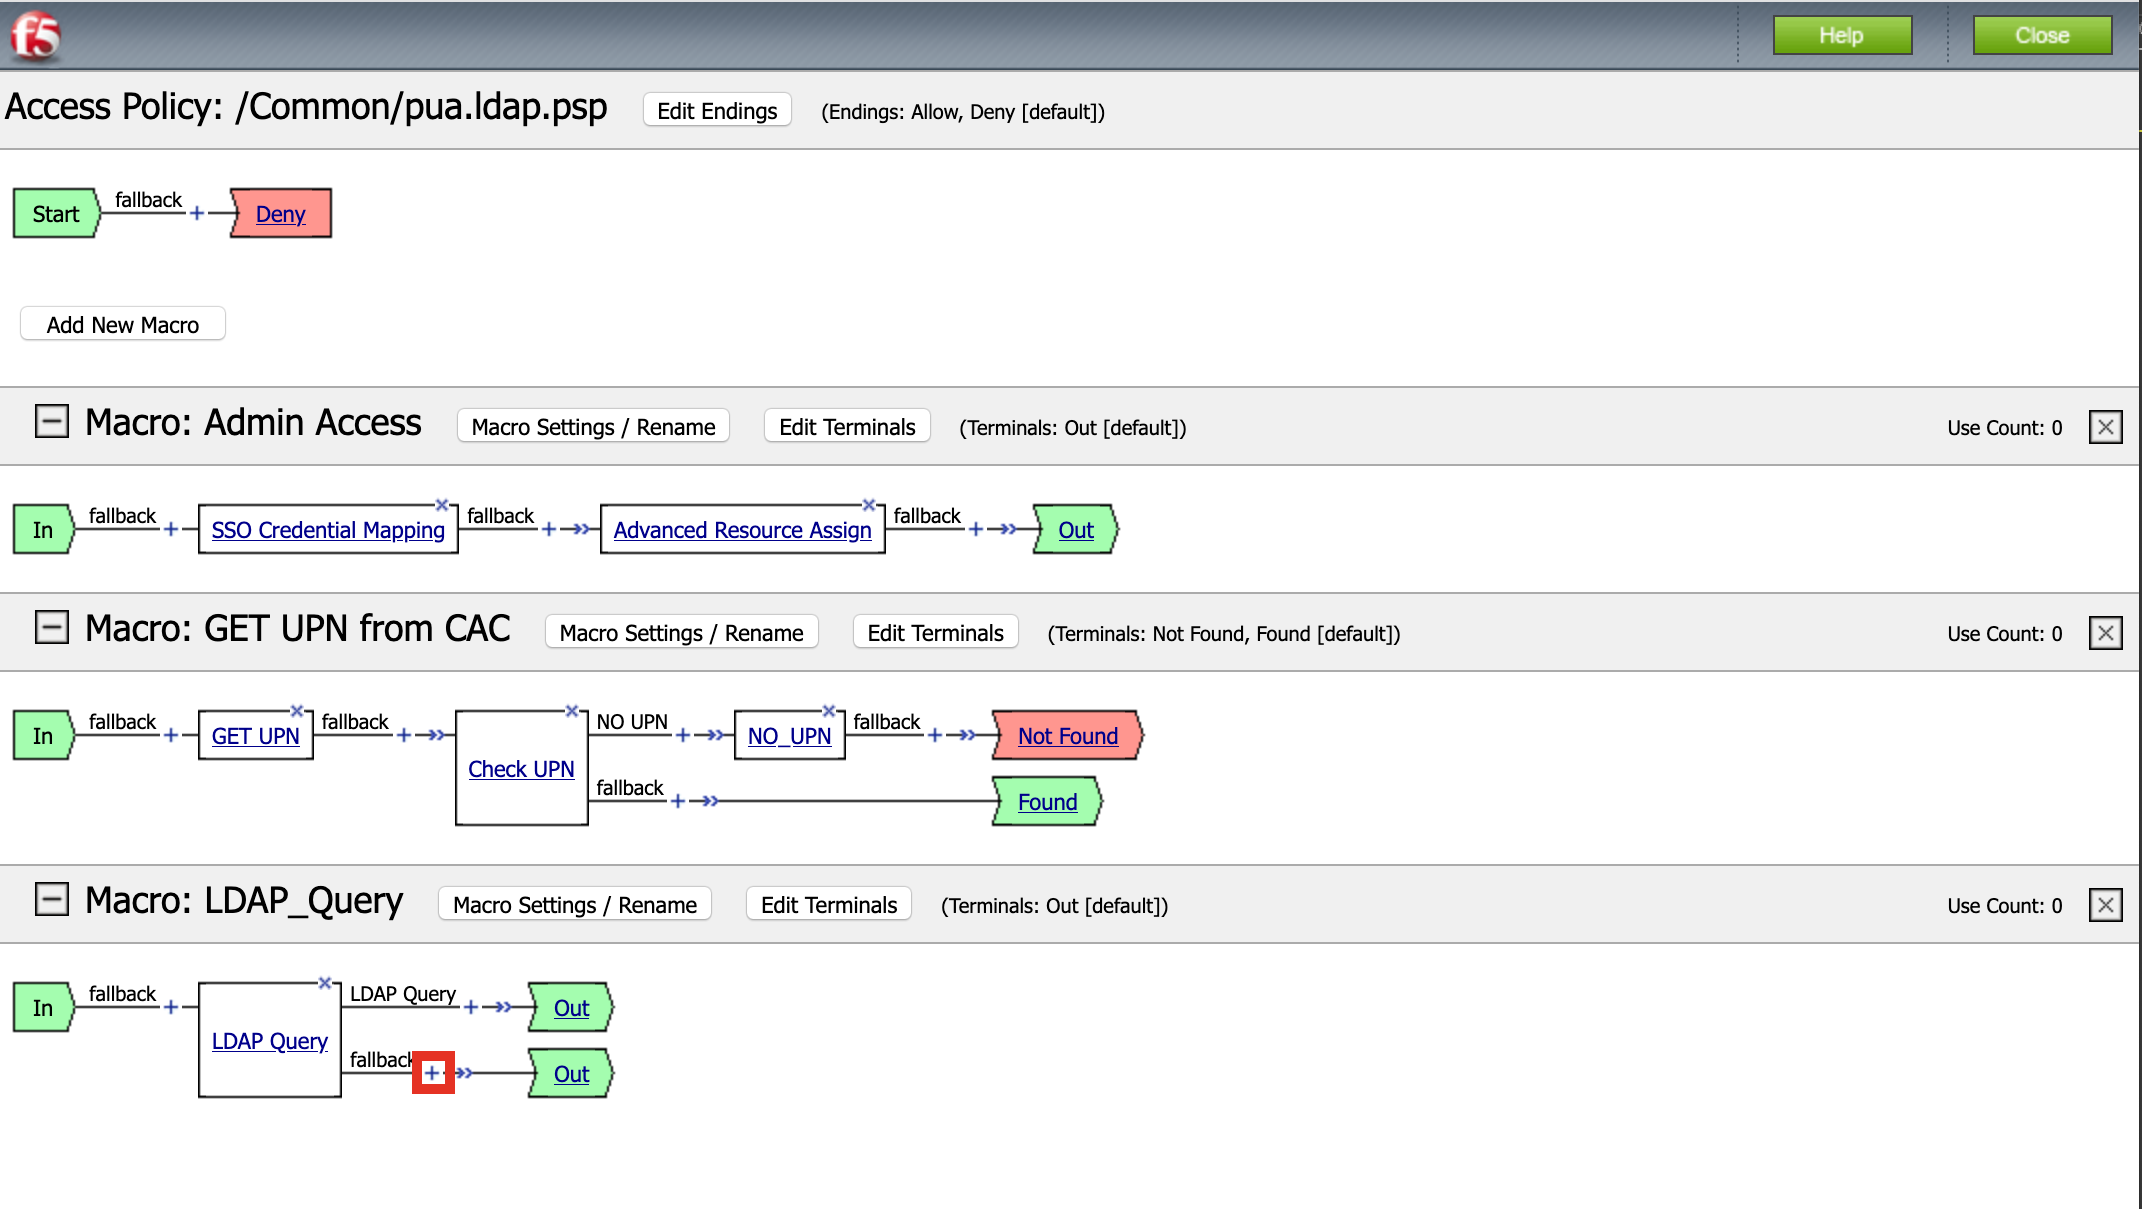 f5
Help
Close
Access Policy: /Common/pua.ldap.psp
Edit Endings
(Endings: Allow, Deny [default])
Start
fallback
+
Deny
Add New Macro
Macro: Admin Access
Macro Settings / Rename
Edit Terminals
(Terminals: Out [default])
Use Count: 0
In
fallback
+
SSO Credential Mapping
fallback
+
Advanced Resource Assign
fallback
+
Out
Macro: GET UPN from CAC
Macro Settings / Rename
Edit Terminals
(Terminals: Not Found, Found [default])
Use Count: 0
In
fallback
+
GET UPN
fallback
+
Check UPN
NO UPN
+
NO_UPN
fallback
+
Not Found
fallback
+
Found
Macro: LDAP_Query
Macro Settings / Rename
Edit Terminals
(Terminals: Out [default])
Use Count: 0
In
fallback
+
LDAP Query
LDAP Query
+
Out
fallback
+
Out